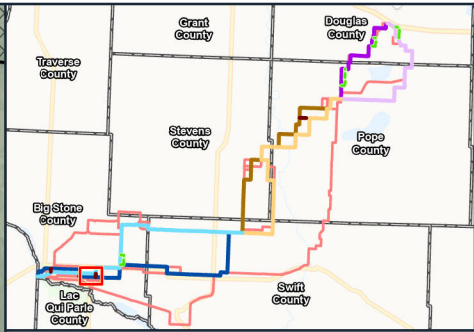 Grant
County
Douglas
County
Traverse
County
Stevens
County
Pope
County
Big Stone
County
Swift
County
Lac
Qui Parle
County